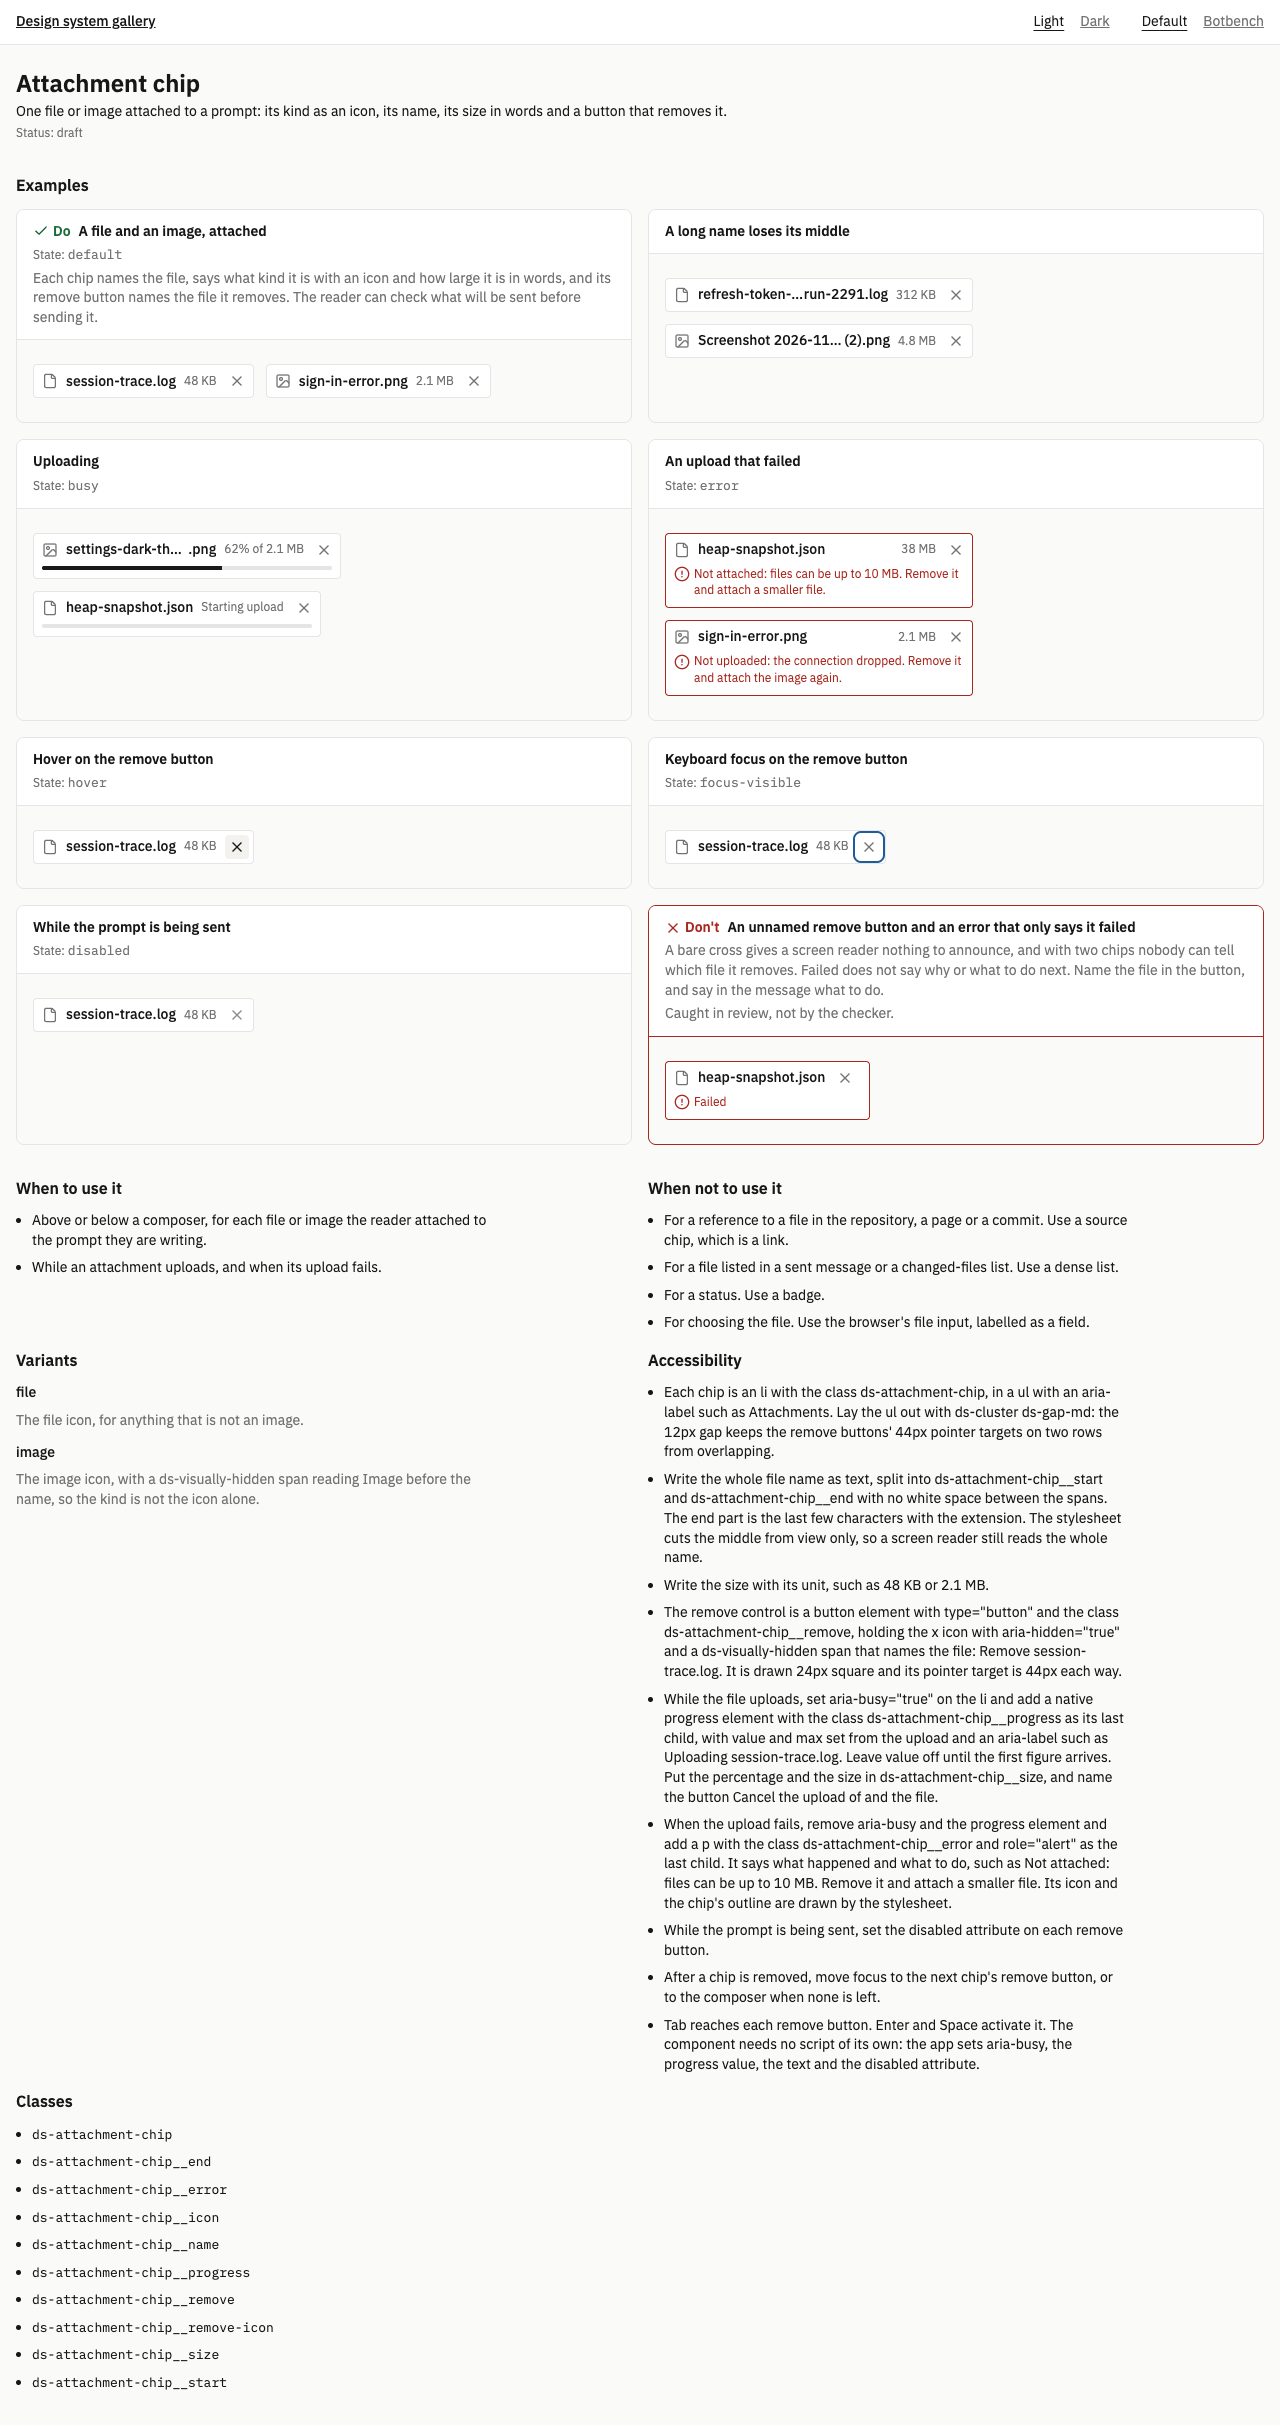 Design system gallery
Light Dark Default Botbench
Attachment chip
One file or image attached to a prompt: its kind as an icon, its name, its size in words and a button that removes it.
Status: draft
Examples
Do A file and an image, attached
State: default
Each chip names the file, says what kind it is with an icon and how large it is in words, and its
remove button names the file it removes. The reader can check what will be sent before
sending it.
session-trace.log 48 KB
sign-in-error.png 2.1 MB
A long name loses its middle
refresh-token-...run-2291.log 312 KB
Screenshot 2026-11... (2).png 4.8 MB
Uploading
State: busy
settings-dark-th... .png 62% of 2.1 MB
heap-snapshot.json Starting upload
An upload that failed
State: error
heap-snapshot.json 38 MB
Not attached: files can be up to 10 MB. Remove it
and attach a smaller file.
sign-in-error.png 2.1 MB
Not uploaded: the connection dropped. Remove it
and attach the image again.
Hover on the remove button
State: hover
session-trace.log 48 KB
Keyboard focus on the remove button
State: focus-visible
session-trace.log 48 KB
While the prompt is being sent
State: disabled
session-trace.log 48 KB
Don't An unnamed remove button and an error that only says it failed
A bare cross gives a screen reader nothing to announce, and with two chips nobody can tell
which file it removes. Failed does not say why or what to do next. Name the file in the button,
and say in the message what to do.
Caught in review, not by the checker.
heap-snapshot.json
Failed
When to use it
Above or below a composer, for each file or image the reader attached to
the prompt they are writing.
While an attachment uploads, and when its upload fails.
When not to use it
For a reference to a file in the repository, a page or a commit. Use a source
chip, which is a link.
For a file listed in a sent message or a changed-files list. Use a dense list.
For a status. Use a badge.
For choosing the file. Use the browser's file input, labelled as a field.
Variants
file
The file icon, for anything that is not an image.
image
The image icon, with a ds-visually-hidden span reading Image before the
name, so the kind is not the icon alone.
Accessibility
Each chip is an li with the class ds-attachment-chip, in a ul with an aria-
label such as Attachments. Lay the ul out with ds-cluster ds-gap-md: the
12px gap keeps the remove buttons' 44px pointer targets on two rows
from overlapping.
Write the whole file name as text, split into ds-attachment-chip__start
and ds-attachment-chip__end with no white space between the spans.
The end part is the last few characters with the extension. The stylesheet
cuts the middle from view only, so a screen reader still reads the whole
name.
Write the size with its unit, such as 48 KB or 2.1 MB.
The remove control is a button element with type="button" and the class
ds-attachment-chip__remove, holding the x icon with aria-hidden="true"
and a ds-visually-hidden span that names the file: Remove session-
trace.log. It is drawn 24px square and its pointer target is 44px each way.
While the file uploads, set aria-busy="true" on the li and add a native
progress element with the class ds-attachment-chip__progress as its last
child, with value and max set from the upload and an aria-label such as
Uploading session-trace.log. Leave value off until the first figure arrives.
Put the percentage and the size in ds-attachment-chip__size, and name
the button Cancel the upload of and the file.
When the upload fails, remove aria-busy and the progress element and
add a p with the class ds-attachment-chip__error and role="alert" as the
last child. It says what happened and what to do, such as Not attached:
files can be up to 10 MB. Remove it and attach a smaller file. Its icon and
the chip's outline are drawn by the stylesheet.
While the prompt is being sent, set the disabled attribute on each remove
button.
After a chip is removed, move focus to the next chip's remove button, or
to the composer when none is left.
Tab reaches each remove button. Enter and Space activate it. The
component needs no script of its own: the app sets aria-busy, the
progress value, the text and the disabled attribute.
Classes
ds-attachment-chip
ds-attachment-chip__end
ds-attachment-chip__error
ds-attachment-chip__icon
ds-attachment-chip__name
ds-attachment-chip__progress
ds-attachment-chip__remove
ds-attachment-chip__remove-icon
ds-attachment-chip__size
ds-attachment-chip__start